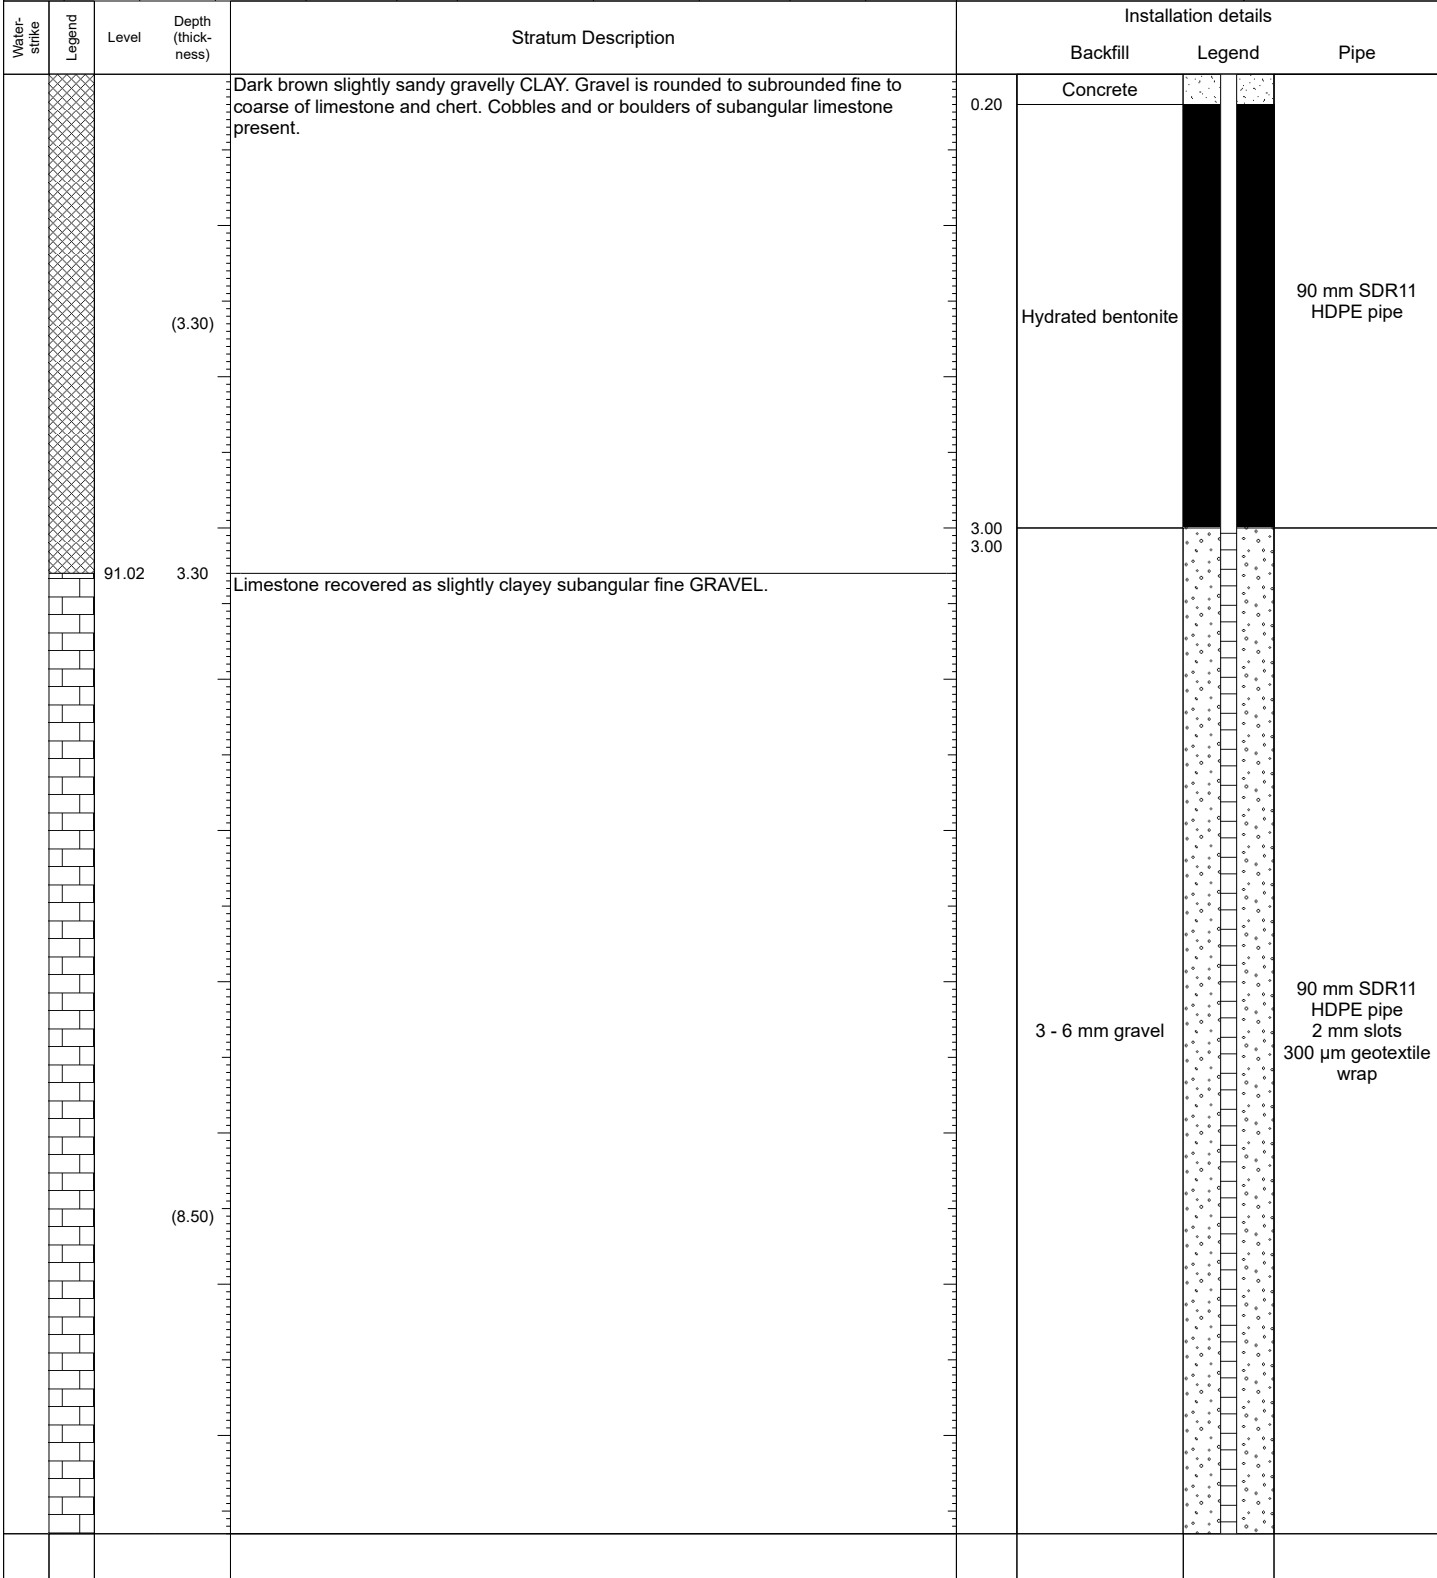 Water-
strike
Legend
Level
Depth
(thick-
ness)
Stratum Description
Installation details
Backfill
Legend
Pipe
Dark brown slightly sandy gravelly CLAY. Gravel is rounded to subrounded fine to
coarse of limestone and chert. Cobbles and or boulders of subangular limestone
present.
Concrete
0.20
90 mm SDR11
HDPE pipe
Hydrated bentonite
(3.30)
3.00
3.00
91.02
3.30
Limestone recovered as slightly clayey subangular fine GRAVEL.
3 - 6 mm gravel
90 mm SDR11
HDPE pipe
2 mm slots
300 µm geotextile
wrap
(8.50)